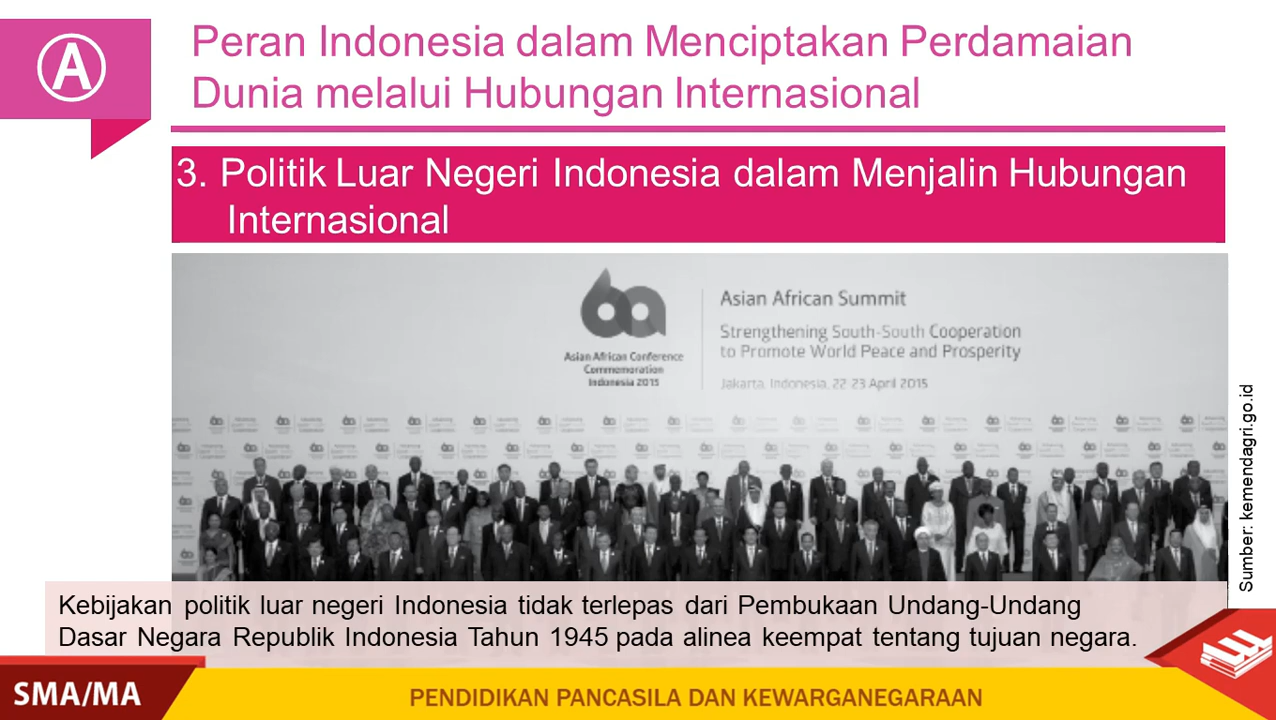 A
Peran Indonesia dalam Menciptakan Perdamaian
Dunia melalui Hubungan Internasional
3. Politik Luar Negeri Indonesia dalam Menjalin Hubungan
Internasional
Asian African Summit
Strengthening South-South Cooperation
to Promote World Peace and Prosperity
Jakarta, Indonesia, 22-23 April 2015
Asian African Conference
Commemoration
Indonesia 2015
Sumber: kemendagri.go.id
Kebijakan politik luar negeri Indonesia tidak terlepas dari Pembukaan Undang-Undang
Dasar Negara Republik Indonesia Tahun 1945 pada alinea keempat tentang tujuan negara.
SMA/MA
PENDIDIKAN PANCASILA DAN KEWARGANEGARAAN